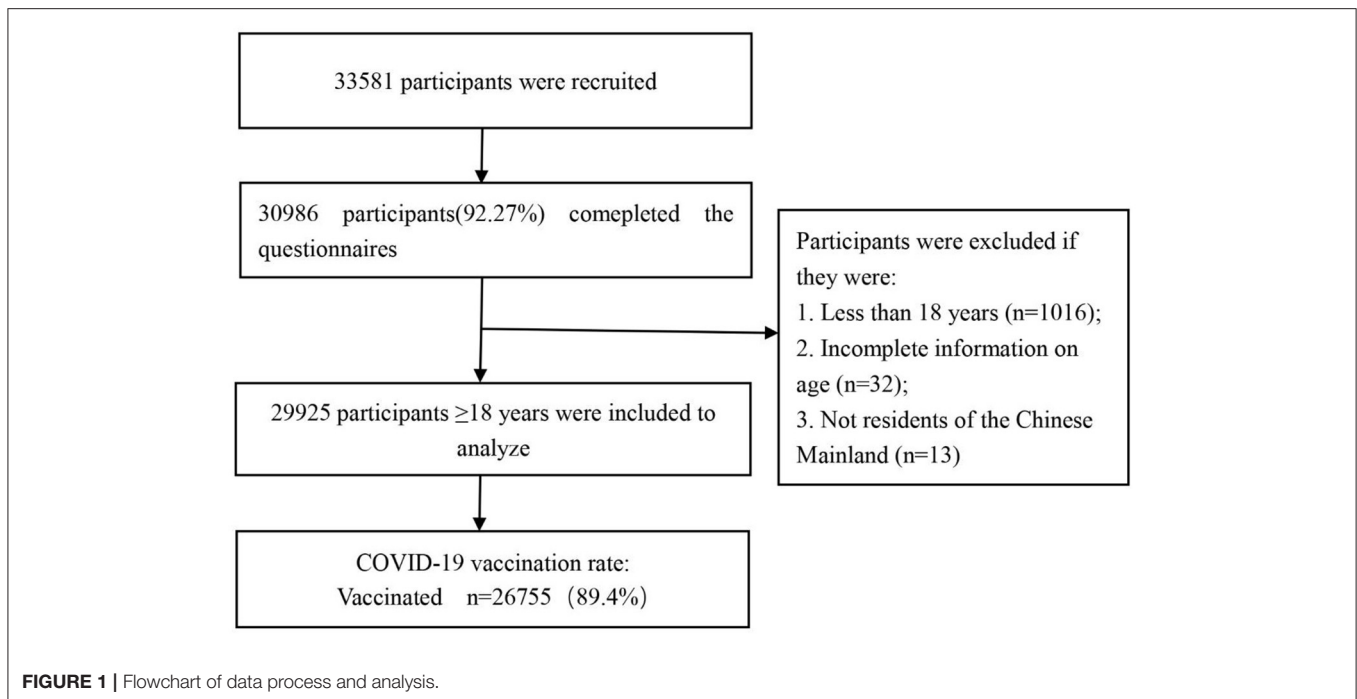 33581 participants were recruited
30986 participants(92.27%) comepleted the
questionnaires
Participants were excluded if
they were:
1. Less than 18 years (n=1016);
2. Incomplete information on
age (n=32);
3. Not residents of the Chinese
Mainland (n=13)
29925 participants ≥18 years were included to
analyze
COVID-19 vaccination rate:
Vaccinated n=26755（89.4%）
FIGURE 1 | Flowchart of data process and analysis.